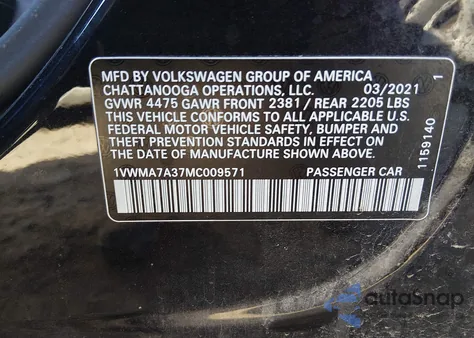 MFD BY VOLKSWAGEN GROUP OF AMERICA
CHATTANOOGA OPERATIONS, LLC. 03/2021
GVWR 4475 GAWR FRONT 2381 / REAR 2205 LBS
THIS VEHICLE CONFORMS TO ALL APPLICABLE U.S.
FEDERAL MOTOR VEHICLE SAFETY, BUMPER AND
THEFT PREVENTION STANDARDS IN EFFECT ON THE
DATE OF MANUFACTURE SHOWN ABOVE.
1VWMA7A37MC009571 PASSENGER CAR
1159140 1
autoSnap